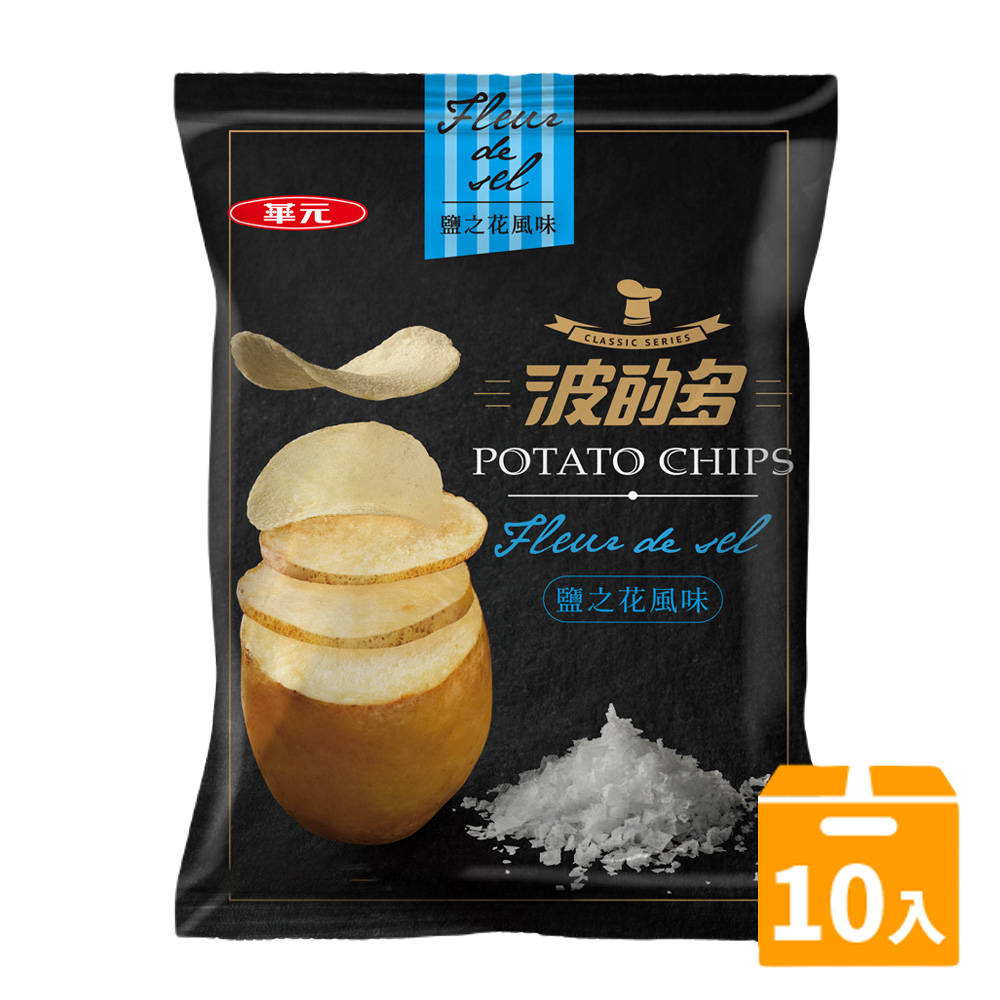 Fleur
de
sel
鹽之花風味
華元
CLASSIC SERIES
波的多
POTATO CHIPS
Fleur de sel
鹽之花風味
10入